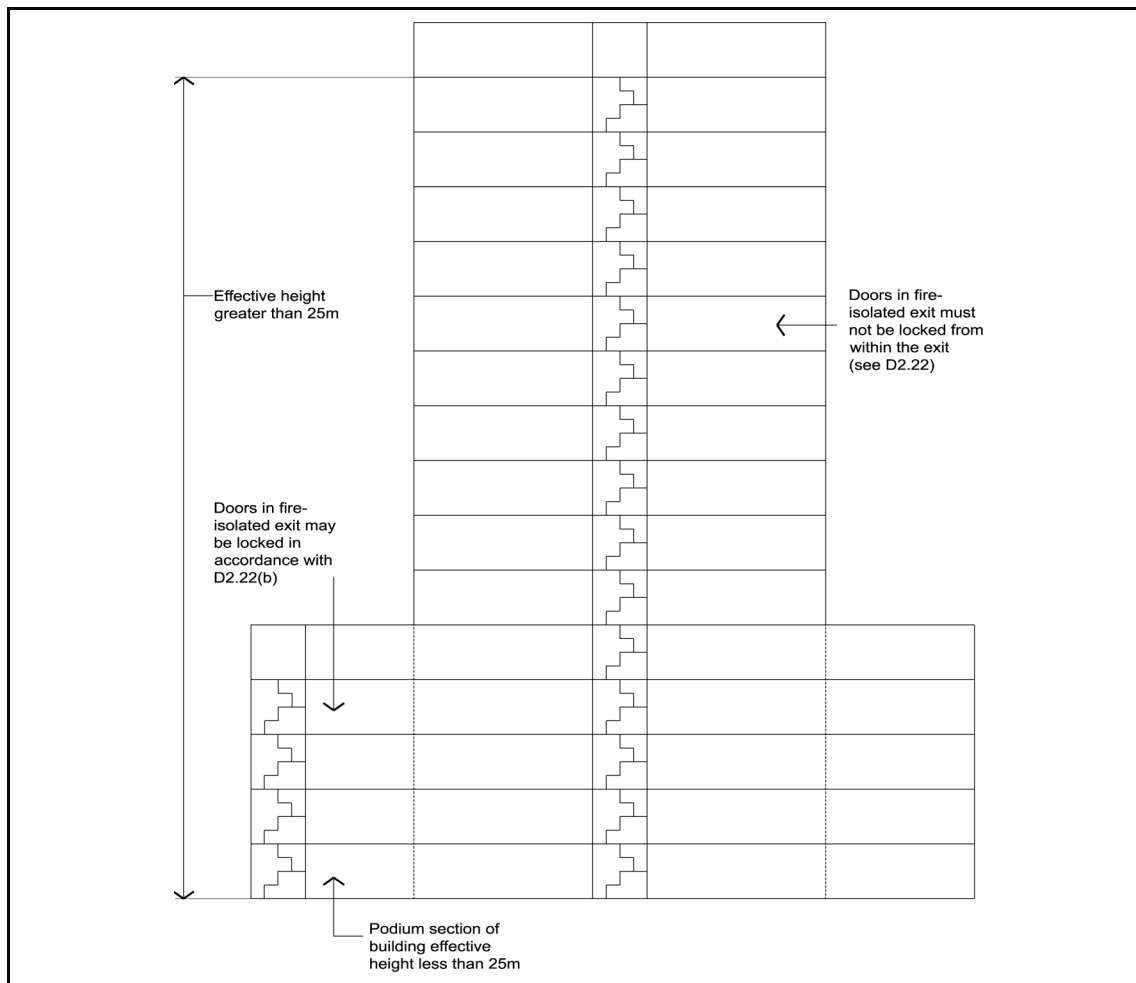 Effective height
greater than 25m
Doors in fire-
isolated exit must
not be locked from
within the exit
(see D2.22)
Doors in fire-
isolated exit may
be locked in
accordance with
D2.22(b)
Podium section of
building effective
height less than 25m